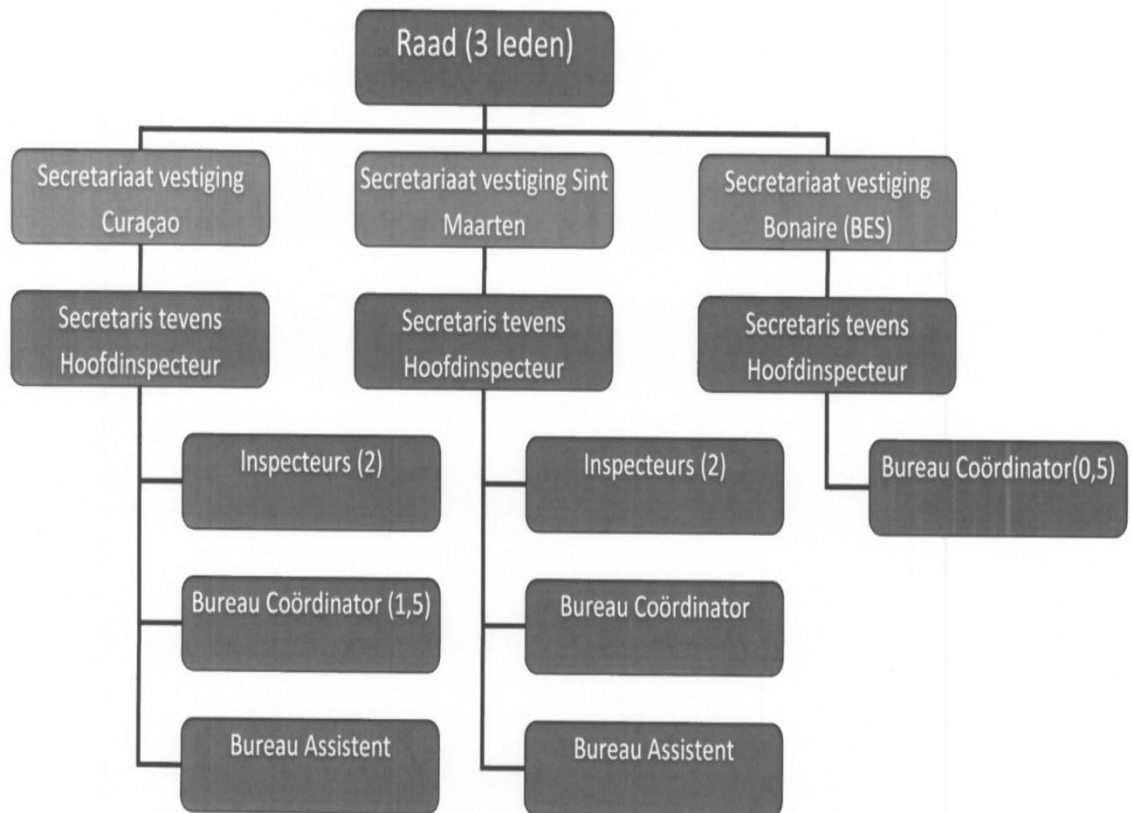 Raad (3 leden)
Secretariaat vestiging
Curaçao
Secretariaat vestiging Sint
Maarten
Secretariaat vestiging
Bonaire (BES)
Secretaris tevens
Hoofdinspecteur
Secretaris tevens
Hoofdinspecteur
Secretaris tevens
Hoofdinspecteur
Inspecteurs (2)
Inspecteurs (2)
Bureau Coördinator(0,5)
Bureau Coördinator (1,5)
Bureau Coördinator
Bureau Assistent
Bureau Assistent